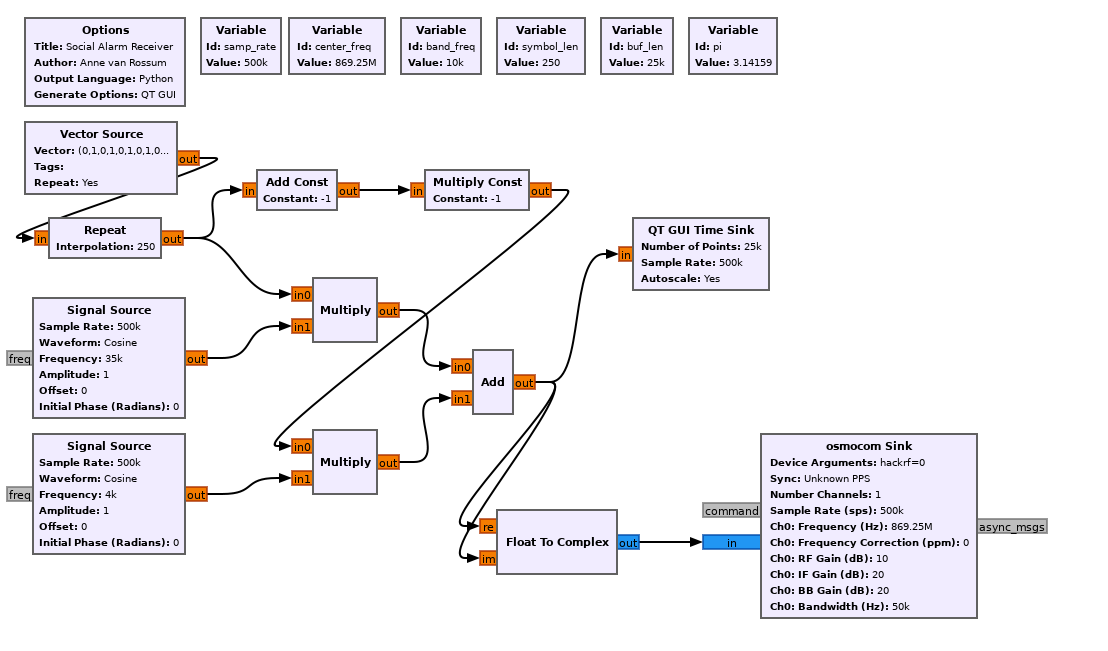 Options
Title: Social Alarm Receiver
Author: Anne van Rossum
Output Language: Python
Generate Options: QT GUI
Variable
Id: samp_rate
Value: 500k
Variable
Id: center_freq
Value: 869.25M
Variable
Id: band_freq
Value: 10k
Variable
Id: symbol_len
Value: 250
Variable
Id: buf_len
Value: 25k
Variable
Id: pi
Value: 3.14159
Vector Source
Vector: (0,1,0,1,0,1,0,1,0...
Tags:
Repeat: Yes
out
in
Repeat
Interpolation: 250
out
in
Add Const
Constant: -1
out
in
Multiply Const
Constant: -1
out
in0
in1
Multiply
out
freq
Signal Source
Sample Rate: 500k
Waveform: Cosine
Frequency: 35k
Amplitude: 1
Offset: 0
Initial Phase (Radians): 0
out
freq
Signal Source
Sample Rate: 500k
Waveform: Cosine
Frequency: 4k
Amplitude: 1
Offset: 0
Initial Phase (Radians): 0
out
in0
in1
Multiply
out
in0
in1
Add
out
in
QT GUI Time Sink
Number of Points: 25k
Sample Rate: 500k
Autoscale: Yes
re
im
Float To Complex
out
command
in
osmocom Sink
Device Arguments: hackrf=0
Sync: Unknown PPS
Number Channels: 1
Sample Rate (sps): 500k
Ch0: Frequency (Hz): 869.25M
Ch0: Frequency Correction (ppm): 0
Ch0: RF Gain (dB): 10
Ch0: IF Gain (dB): 20
Ch0: BB Gain (dB): 20
Ch0: Bandwidth (Hz): 50k
async_msgs